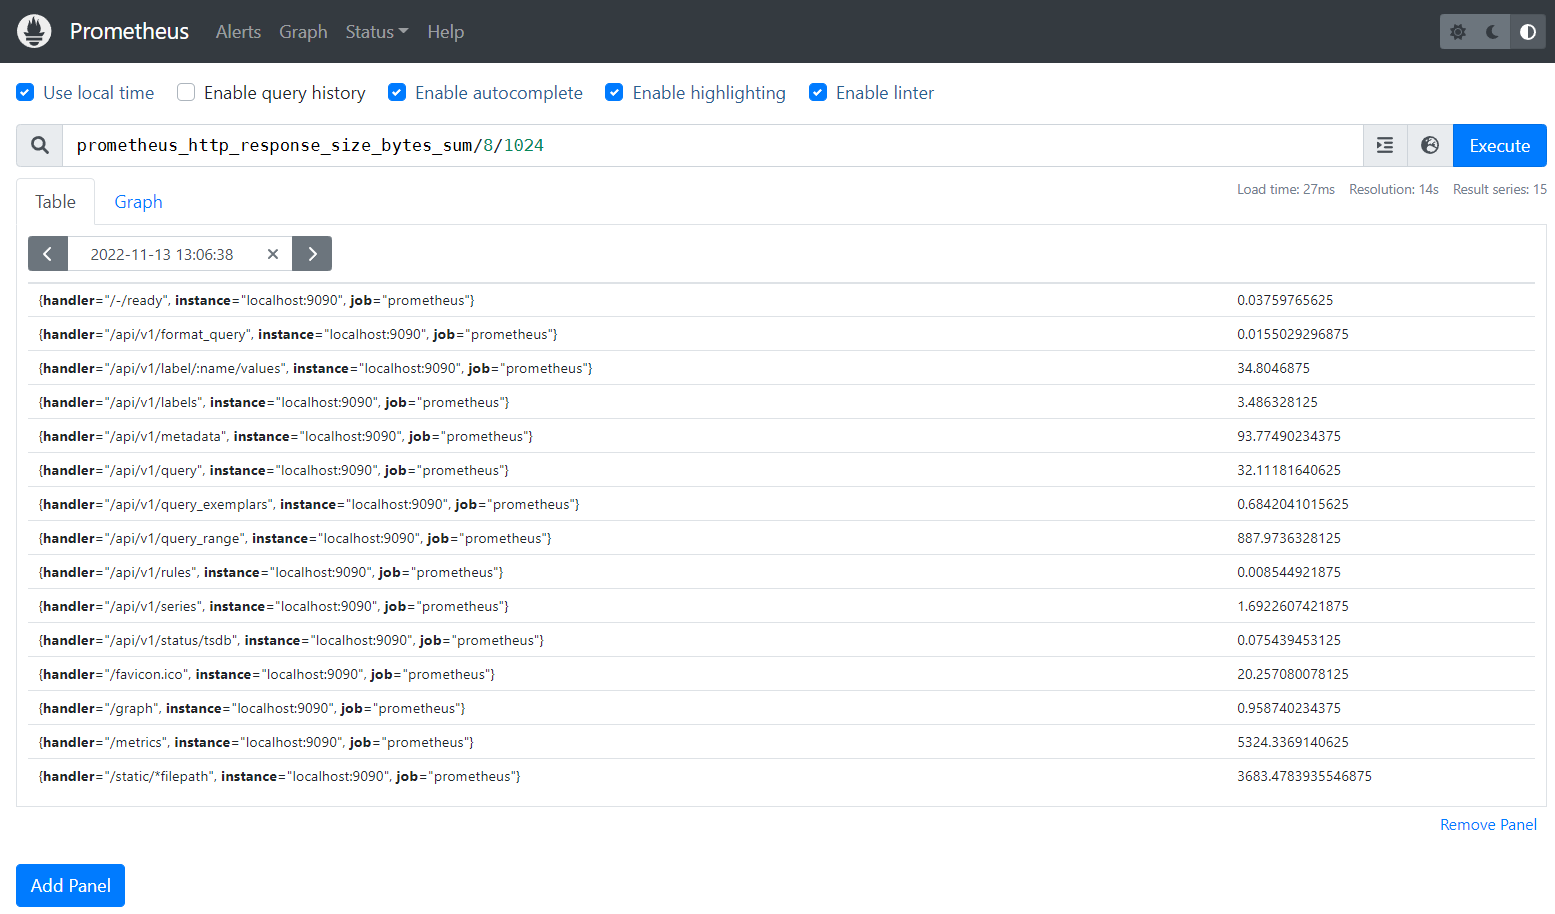 Prometheus Alerts Graph Status Help
Use local time Enable query history Enable autocomplete Enable highlighting Enable linter
prometheus_http_response_size_bytes_sum/8/1024 Execute
Table Graph Load time: 27ms Resolution: 14s Result series: 15
2022-11-13 13:06:38
{handler="/-/ready", instance="localhost:9090", job="prometheus"} 0.03759765625
{handler="/api/v1/format_query", instance="localhost:9090", job="prometheus"} 0.0155029296875
{handler="/api/v1/label/:name/values", instance="localhost:9090", job="prometheus"} 34.8046875
{handler="/api/v1/labels", instance="localhost:9090", job="prometheus"} 3.486328125
{handler="/api/v1/metadata", instance="localhost:9090", job="prometheus"} 93.77490234375
{handler="/api/v1/query", instance="localhost:9090", job="prometheus"} 32.11181640625
{handler="/api/v1/query_exemplars", instance="localhost:9090", job="prometheus"} 0.6842041015625
{handler="/api/v1/query_range", instance="localhost:9090", job="prometheus"} 887.9736328125
{handler="/api/v1/rules", instance="localhost:9090", job="prometheus"} 0.008544921875
{handler="/api/v1/series", instance="localhost:9090", job="prometheus"} 1.6922607421875
{handler="/api/v1/status/tsdb", instance="localhost:9090", job="prometheus"} 0.075439453125
{handler="/favicon.ico", instance="localhost:9090", job="prometheus"} 20.257080078125
{handler="/graph", instance="localhost:9090", job="prometheus"} 0.958740234375
{handler="/metrics", instance="localhost:9090", job="prometheus"} 5324.3369140625
{handler="/static/*filepath", instance="localhost:9090", job="prometheus"} 3683.4783935546875
Remove Panel
Add Panel